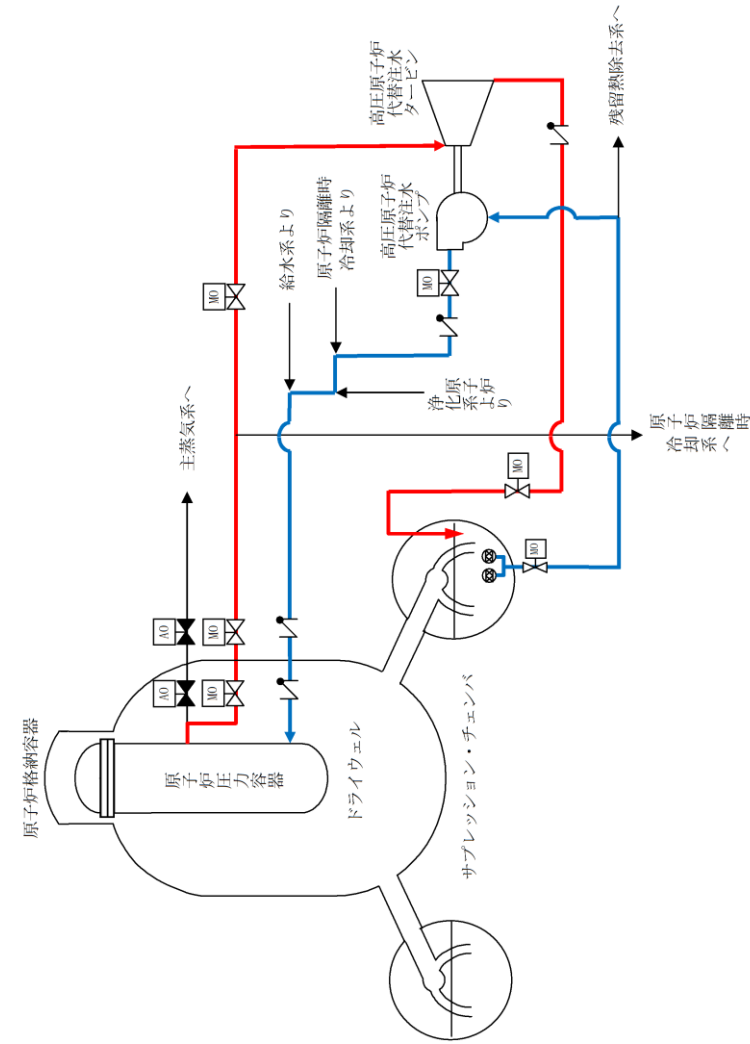 原子炉格納容器
原子炉圧力容器
ドライウェル
サプレッション・チェンバ
AO
AO
主蒸気系へ
MO
MO
MO
給水系より
原子炉隔離時
冷却系より
原子炉
浄化系より
高圧原子炉
代替注水
タービン
高圧原子炉
代替注水
ポンプ
MO
MO
MO
原子炉隔離時
冷却系へ
残留熱除去系へ